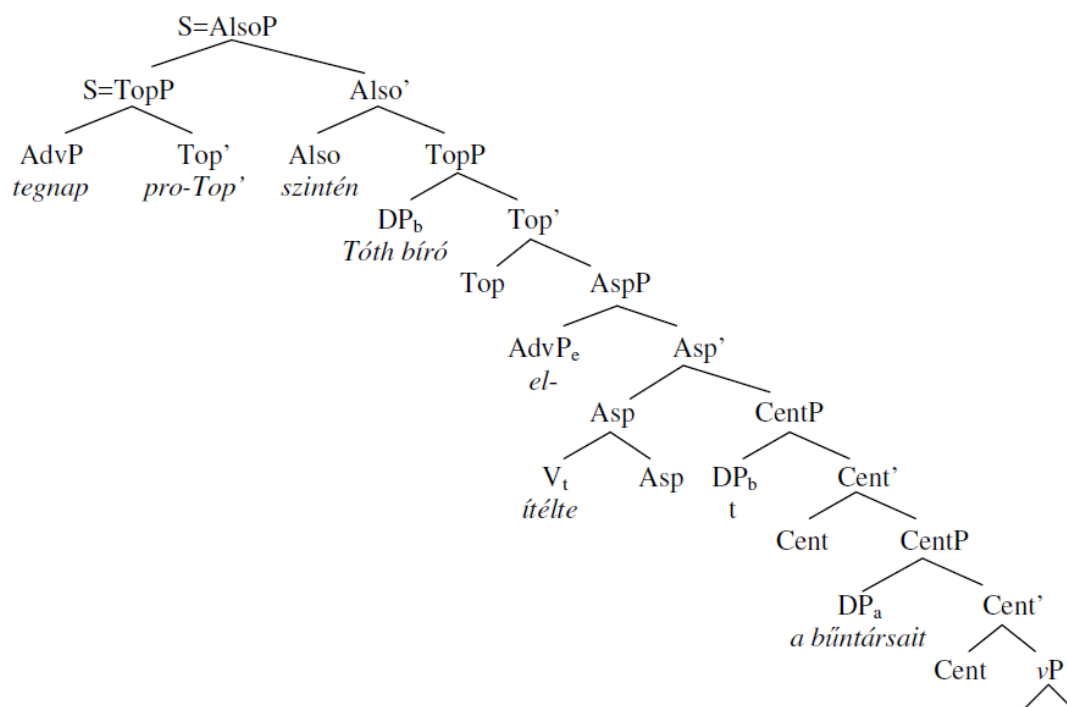 S=AlsoP
S=TopP Also’
AdvP Top’ Also TopP
tegnap pro-Top’ szintén
DPb Top’
Tóth bíró
Top AspP
AdvPe Asp’
el-
Asp CentP
Vt Asp DPb Cent’
ítélte t
Cent CentP
DPa Cent’
a bűntársait
Cent vP